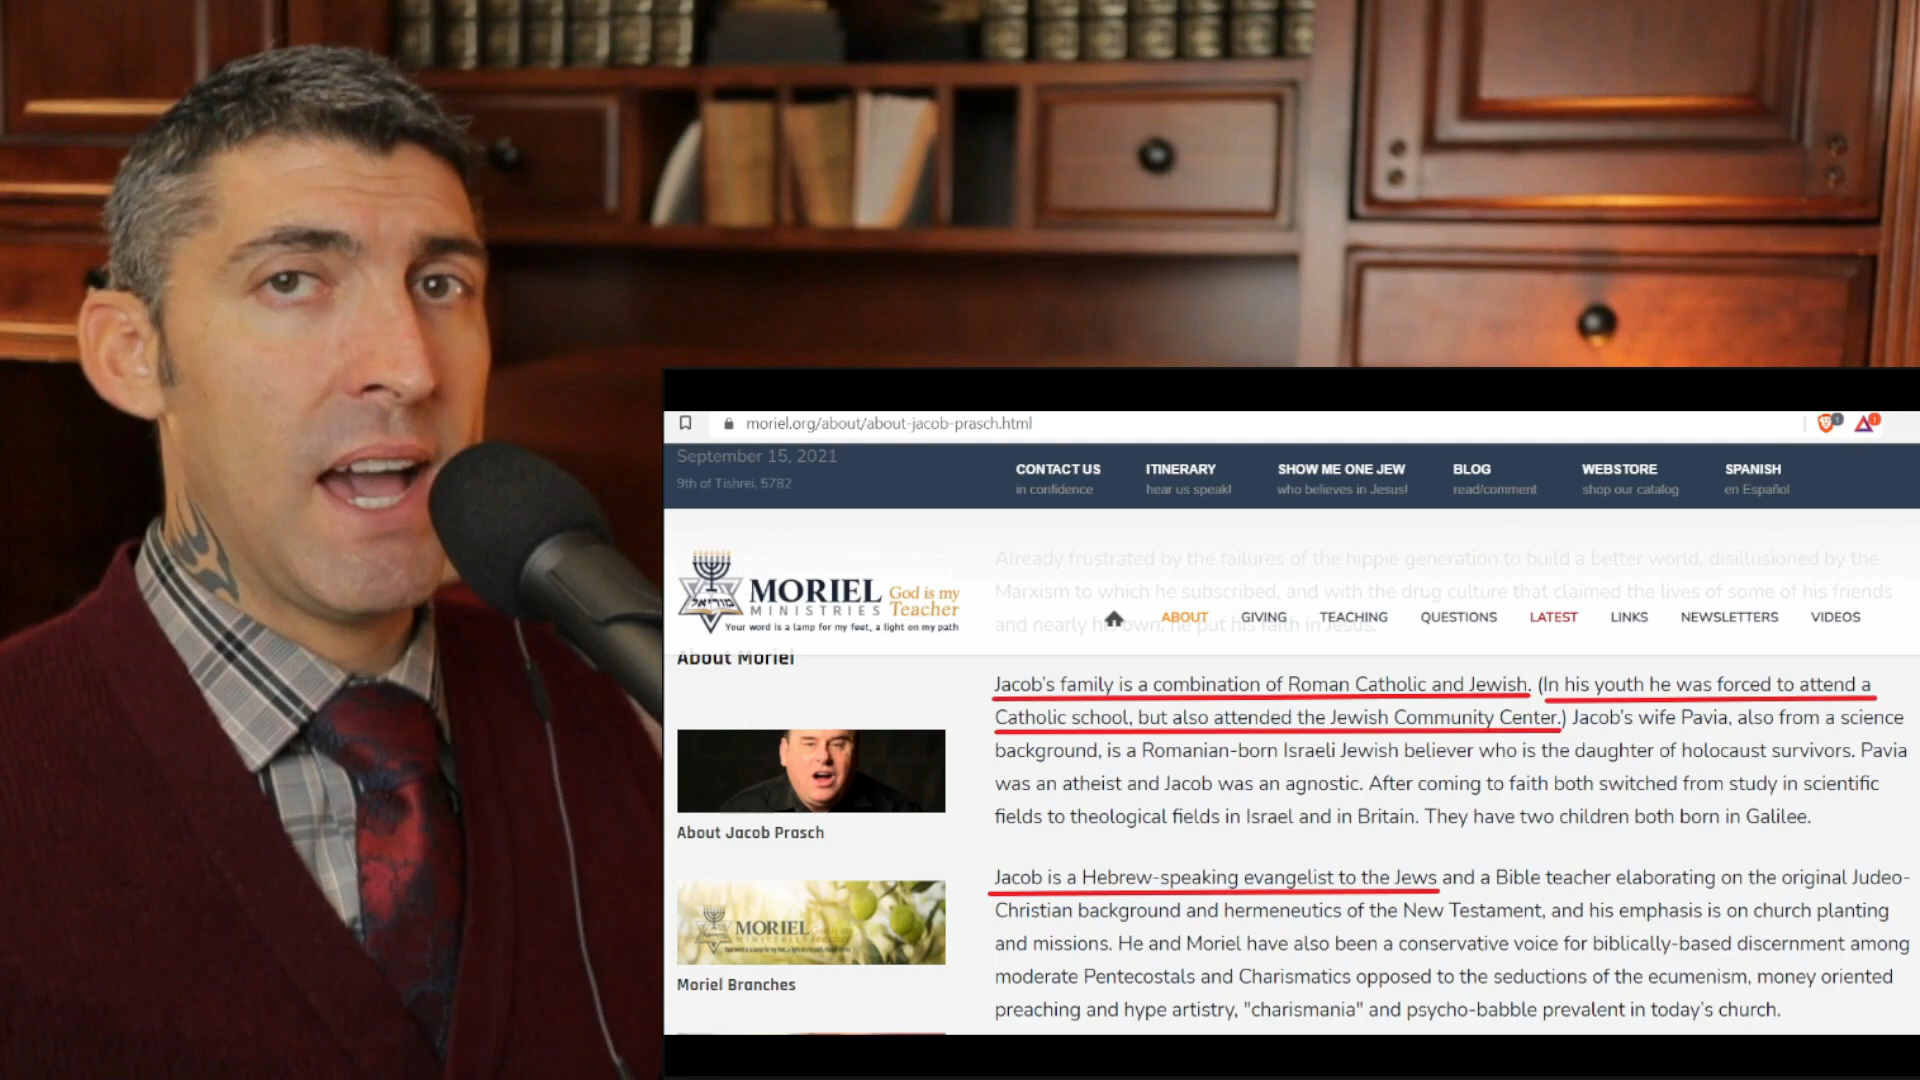 moriel.org/about/about-jacob-prasch.html
September 15, 2021
9th of Tishrei, 5782
CONTACT US
in confidence
ITINERARY
hear us speak!
SHOW ME ONE JEW
who believes in Jesus!
BLOG
read/comment
WEBSTORE
shop our catalog
SPANISH
en Español
מוריאל
MORIEL
MINISTRIES
God is my
Teacher
Your word is a lamp for my feet, a light on my path
Already frustrated by the failures of the hippie generation to build a better world, disillusioned by the
Marxism to which he subscribed, and with the drug culture that claimed the lives of some of his friends
and nearly his own. he put his faith in Jesus.
ABOUT
GIVING
TEACHING
QUESTIONS
LATEST
LINKS
NEWSLETTERS
VIDEOS
About Moriel
About Jacob Prasch
MORIEL
MINISTRIES
God is my
Teacher
Moriel Branches
Jacob's family is a combination of Roman Catholic and Jewish. (In his youth he was forced to attend a
Catholic school, but also attended the Jewish Community Center.) Jacob's wife Pavia, also from a science
background, is a Romanian-born Israeli Jewish believer who is the daughter of holocaust survivors. Pavia
was an atheist and Jacob was an agnostic. After coming to faith both switched from study in scientific
fields to theological fields in Israel and in Britain. They have two children both born in Galilee.
Jacob is a Hebrew-speaking evangelist to the Jews and a Bible teacher elaborating on the original Judeo-
Christian background and hermeneutics of the New Testament, and his emphasis is on church planting
and missions. He and Moriel have also been a conservative voice for biblically-based discernment among
moderate Pentecostals and Charismatics opposed to the seductions of the ecumenism, money oriented
preaching and hype artistry, "charismania" and psycho-babble prevalent in today's church.